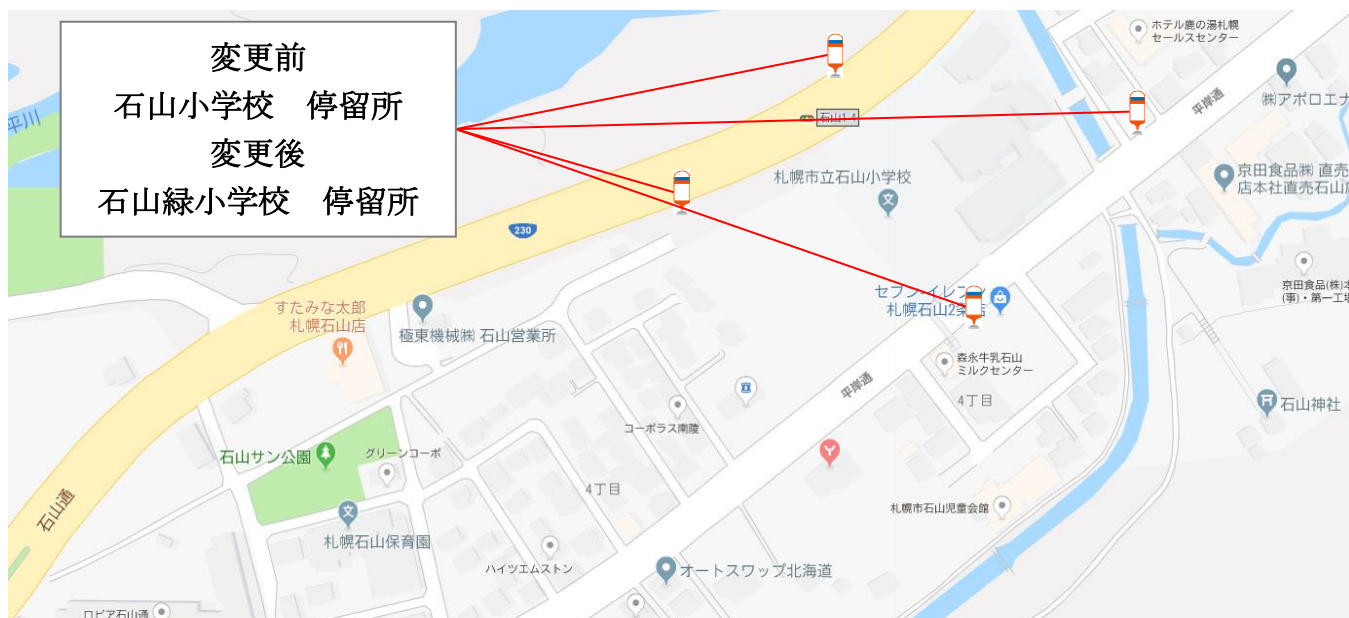 変更前
石山小学校　停留所
変更後
石山緑小学校　停留所
平川
ホテル鹿の湯札幌
セールスセンター
平岸通
㈱アポロエナ
石山1-4
札幌市立石山小学校
京田食品㈱ 直売
店本社直売石山店
230
すたみな太郎
札幌石山店
極東機械㈱ 石山営業所
セブン-イレブン
札幌石山2条店
京田食品(株)本
(事)・第一工場
森永牛乳石山
ミルクセンター
平岸通
4丁目
石山神社
コーポラス南陵
石山サン公園
グリーンコーポ
4丁目
石山通
札幌市石山児童会館
札幌石山保育園
ハイツエムストン
オートスワップ北海道
ロピア石山通